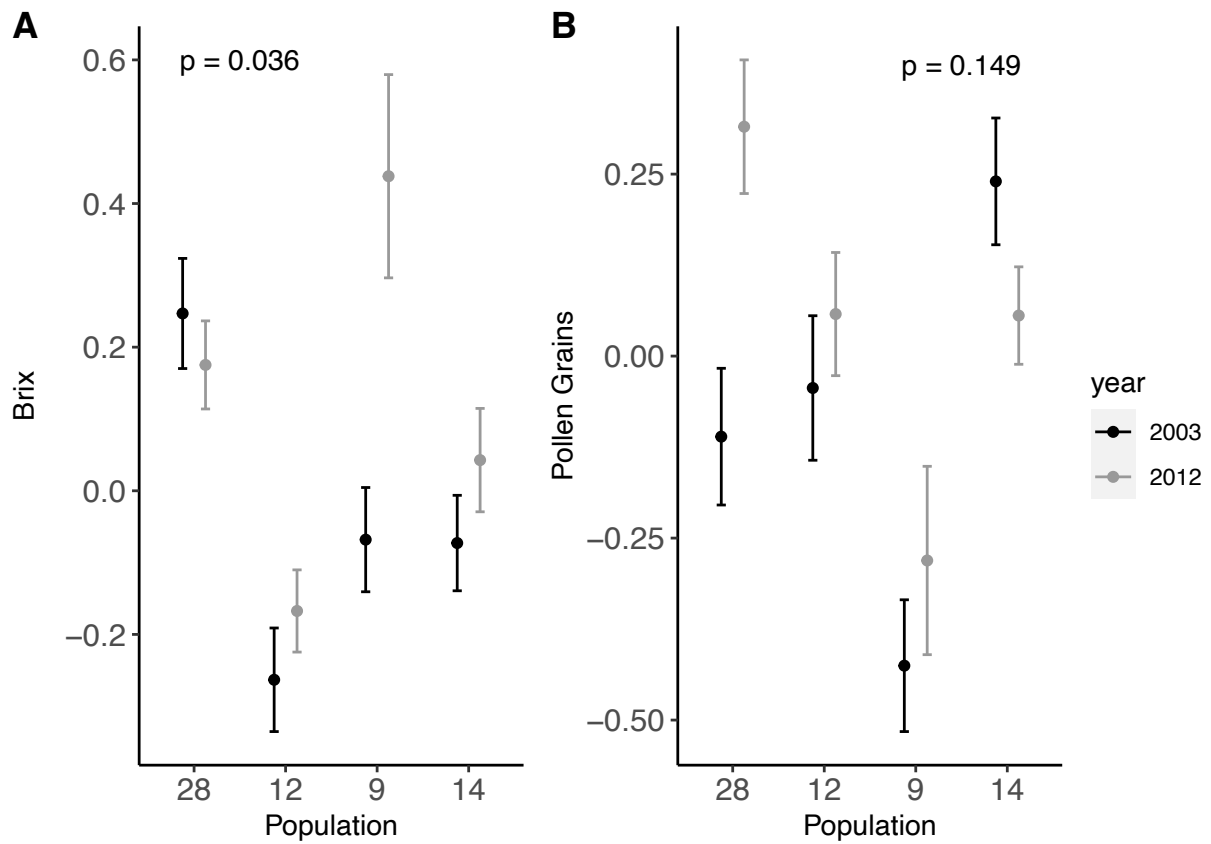 A
p = 0.036
Brix
0.6
0.4
0.2
0.0
−0.2
28 12 9 14
Population
B
p = 0.149
Pollen Grains
0.25
0.00
−0.25
−0.50
28 12 9 14
Population
year
2003
2012